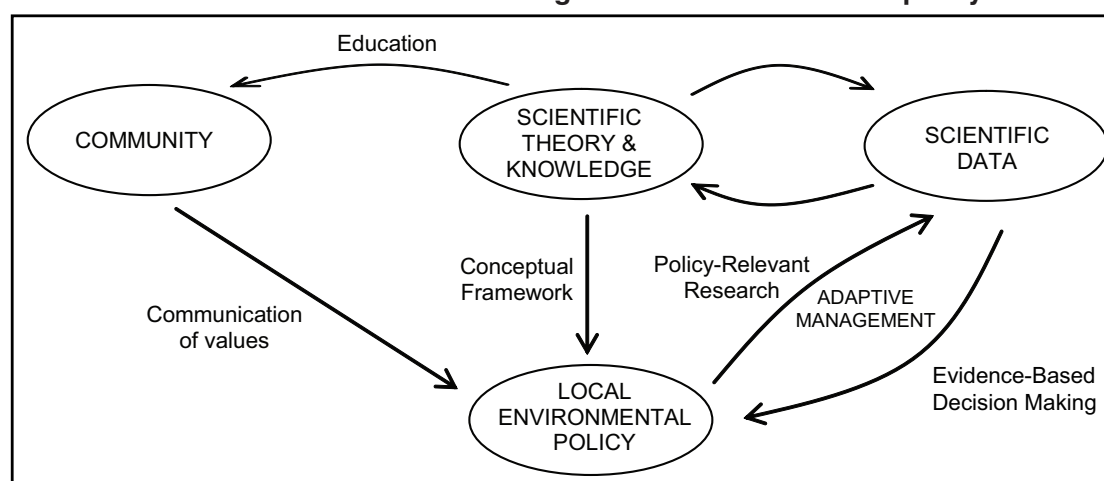 Education
COMMUNITY
SCIENTIFIC
THEORY &
KNOWLEDGE
SCIENTIFIC
DATA
Conceptual
Framework
Policy-Relevant
Research
ADAPTIVE
MANAGEMENT
Communication
of values
LOCAL
ENVIRONMENTAL
POLICY
Evidence-Based
Decision Making